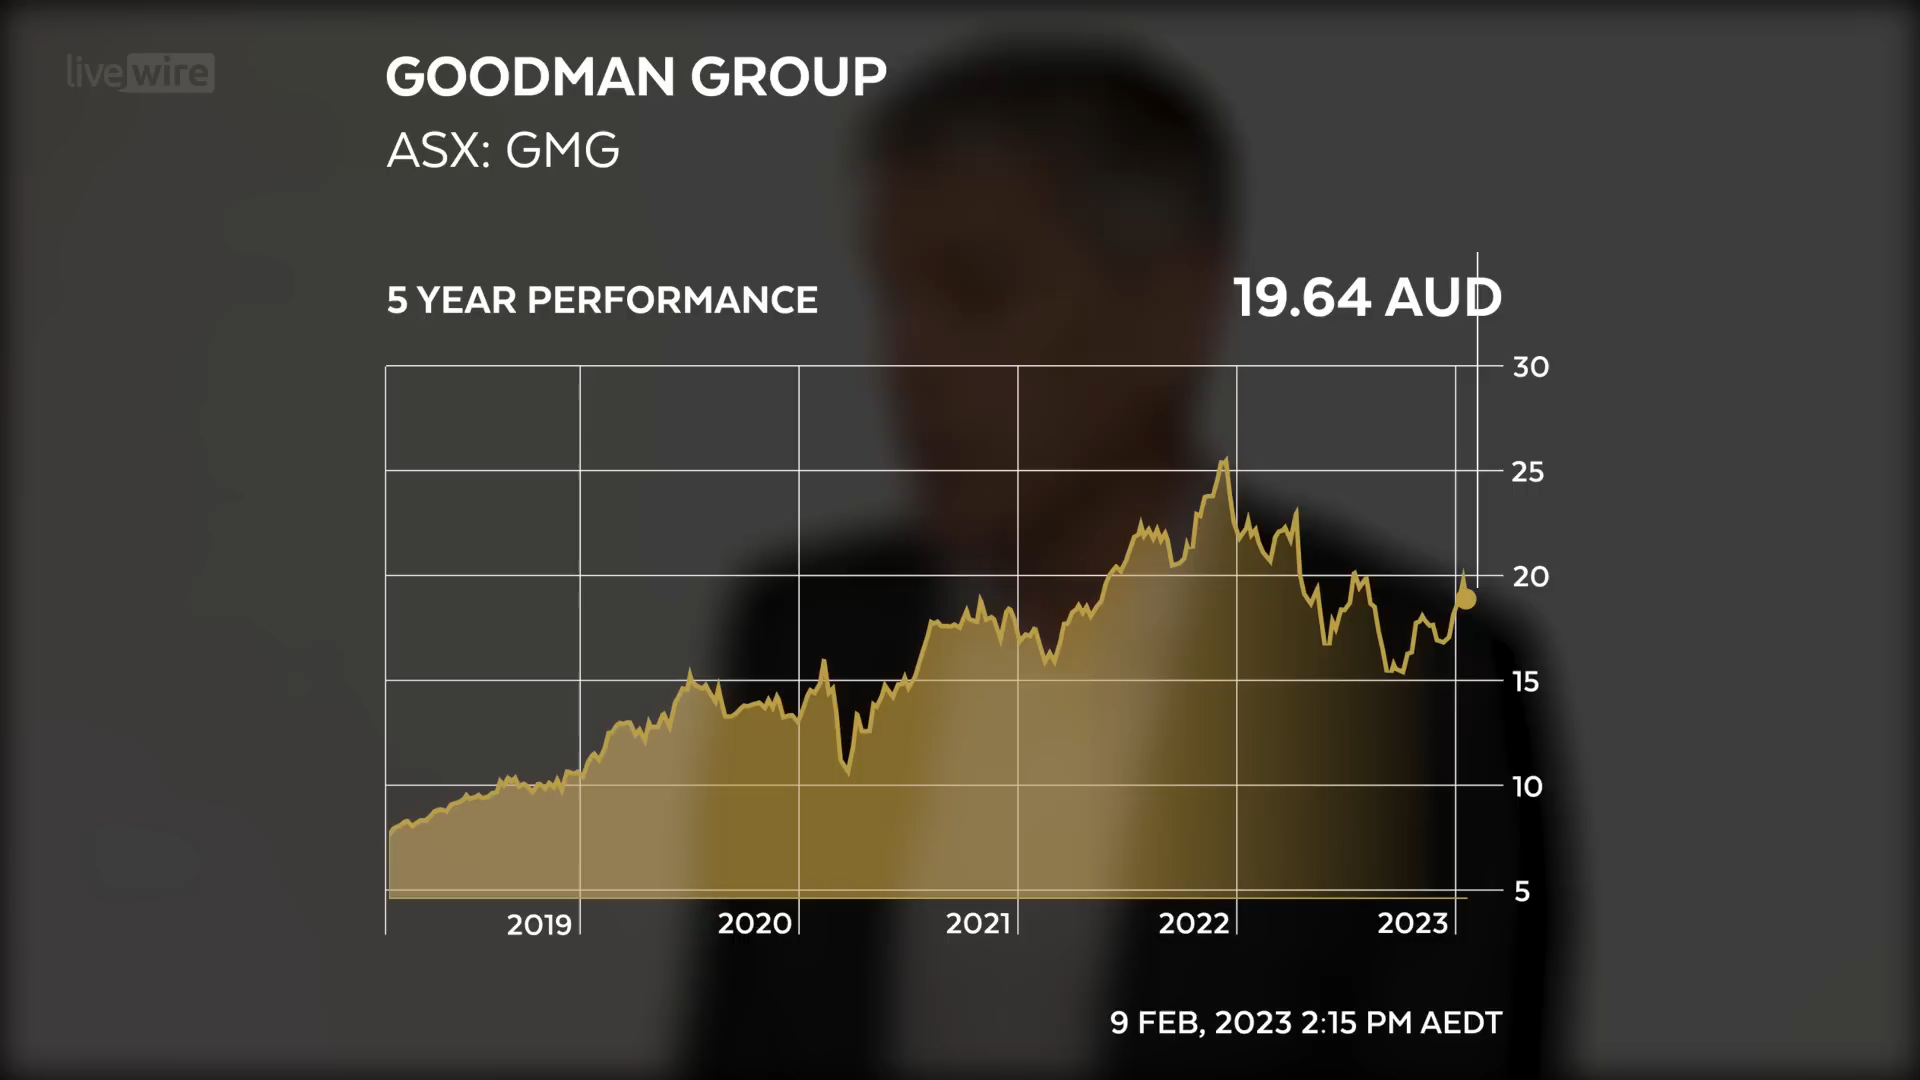 livewire
GOODMAN GROUP
ASX: GMG
5 YEAR PERFORMANCE
19.64 AUD
30
25
20
15
10
5
2019
2020
2021
2022
2023
9 FEB, 2023 2:15 PM AEDT